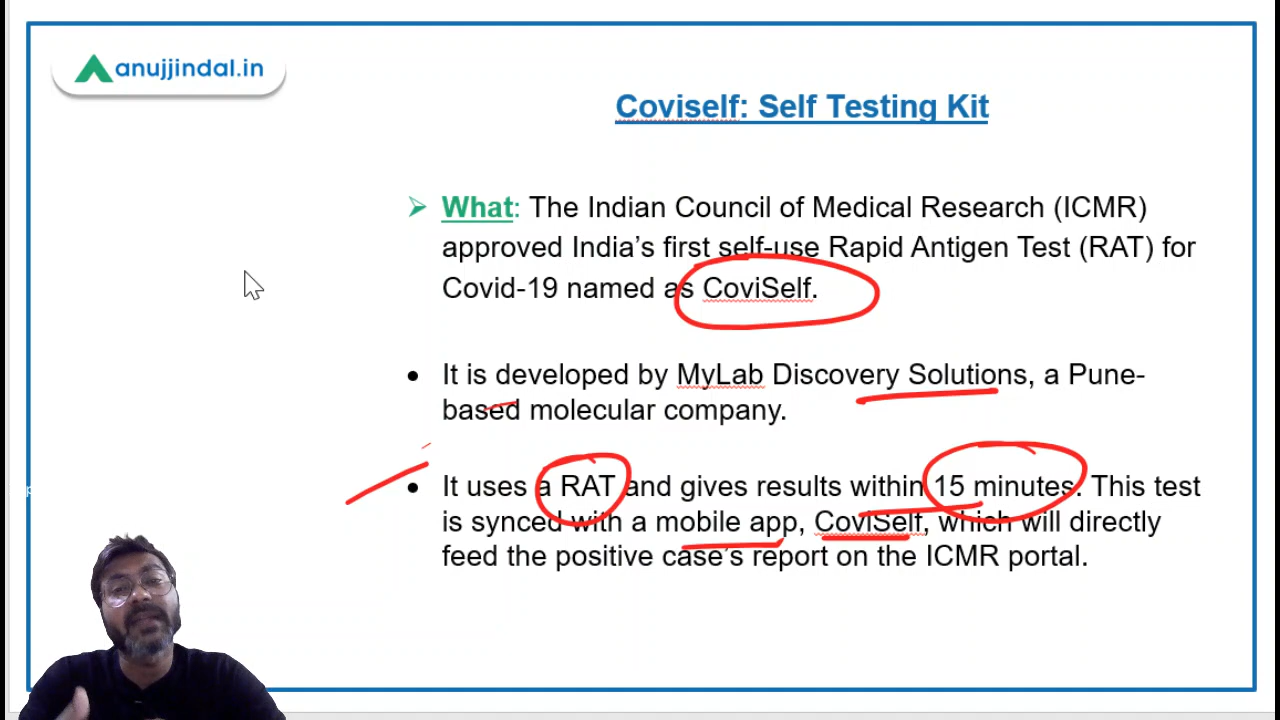 anujjindal.in
Coviself: Self Testing Kit
What: The Indian Council of Medical Research (ICMR)
approved India’s first self-use Rapid Antigen Test (RAT) for
Covid-19 named as CoviSelf.
It is developed by MyLab Discovery Solutions, a Pune-
based molecular company.
It uses a RAT and gives results within 15 minutes. This test
is synced with a mobile app, CoviSelf, which will directly
feed the positive case’s report on the ICMR portal.